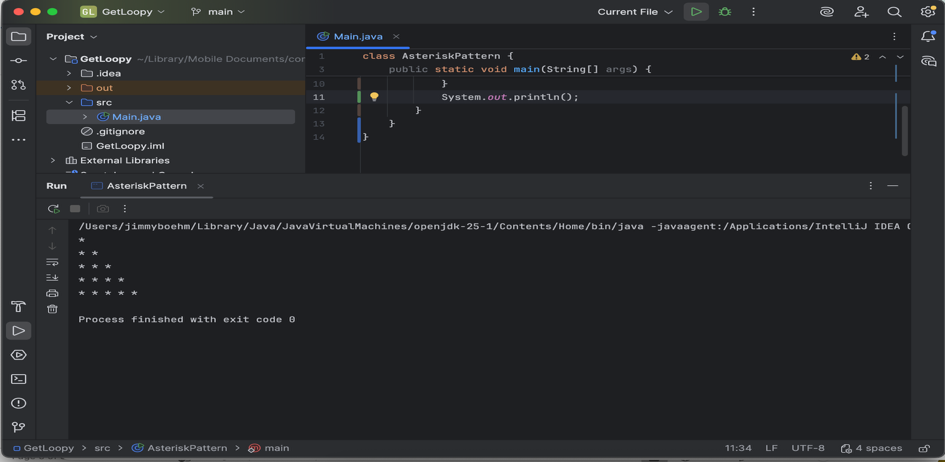 GL GetLoopy main Current File
Project
Main.java
GetLoopy ~/Library/Mobile Documents/com
.idea
out
src
Main.java
.gitignore
GetLoopy.iml
External Libraries
1 class AsteriskPattern { 2
3 public static void main(String[] args) {
10 }
11 System.out.println();
12 }
13 }
14 }
Run AsteriskPattern
/Users/jimmyboehm/Library/Java/JavaVirtualMachines/openjdk-25-1/Contents/Home/bin/java -javaagent:/Applications/IntelliJ IDEA
*
* *
* * *
* * * *
* * * * *
Process finished with exit code 0
GetLoopy > src > AsteriskPattern > main 11:34 LF UTF-8 4 spaces